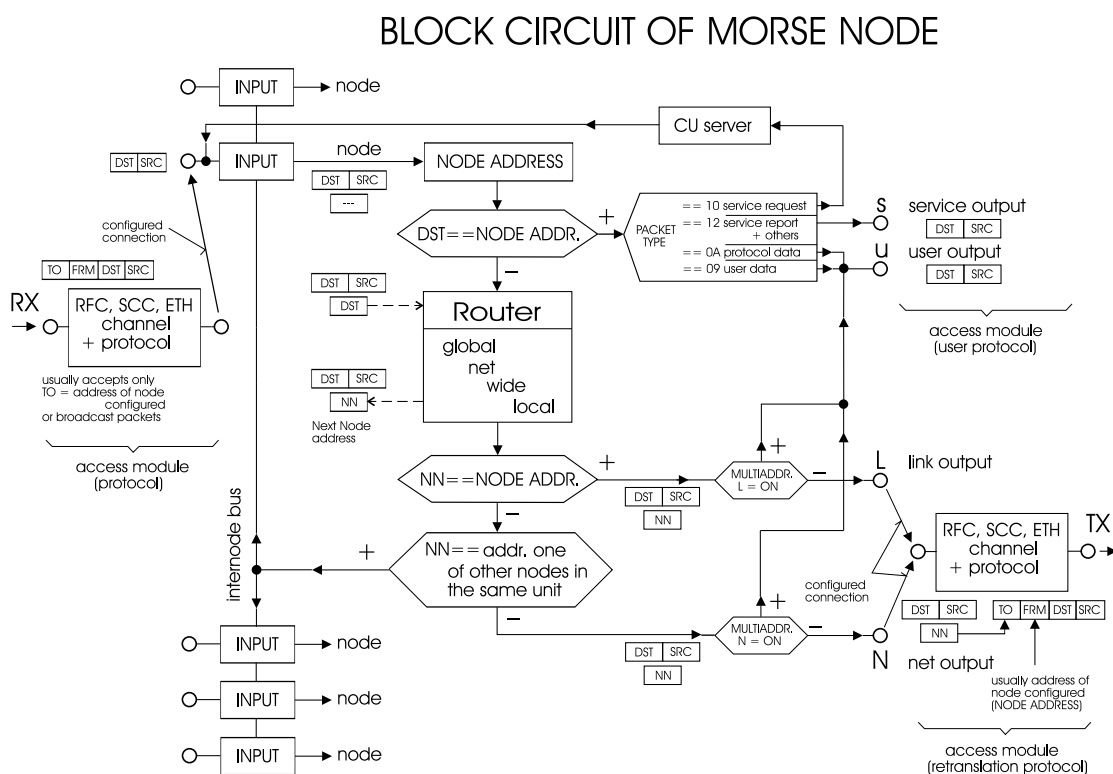 BLOCK CIRCUIT OF MORSE NODE
INPUT
node
CU server
DST SRC
INPUT
node
DST SRC
---
NODE ADDRESS
configured
connection
DST==NODE ADDR.
+
−
PACKET
TYPE
== 10 service request
== 12 service report
+ others
== 0A protocol data
== 09 user data
s
service output
DST SRC
u
user output
DST SRC
access module
(user protocol)
TO FRM DST SRC
RX
RFC, SCC, ETH
channel
+ protocol
usually accepts only
TO = address of node
configured
or broadcast packets
access module
(protocol)
DST SRC
DST
Router
global
net
wide
local
DST SRC
NN
Next Node
address
NN==NODE ADDR.
+
−
DST SRC
NN
MULTIADDR.
L = ON
+
−
L
link output
internode bus
NN== addr. one
of other nodes in
the same unit
+
−
DST SRC
NN
MULTIADDR.
N = ON
+
−
N
net output
configured
connection
RFC, SCC, ETH
channel
+ protocol
TX
DST SRC
NN
TO FRM DST SRC
usually address of
node configured
(NODE ADDRESS)
access module
(retranslation protocol)
INPUT
node
INPUT
node
INPUT
node